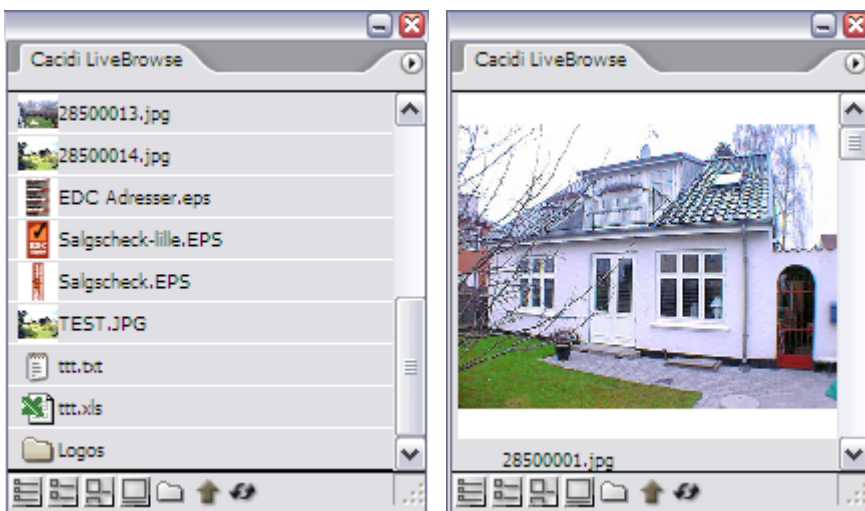 Cacidi LiveBrowse
28500013.jpg
28500014.jpg
EDC Adresser.eps
Salgscheck-lille.EPS
Salgscheck.EPS
TEST.JPG
ttt.txt
ttt.xls
Logos
Cacidi LiveBrowse
28500001.jpg